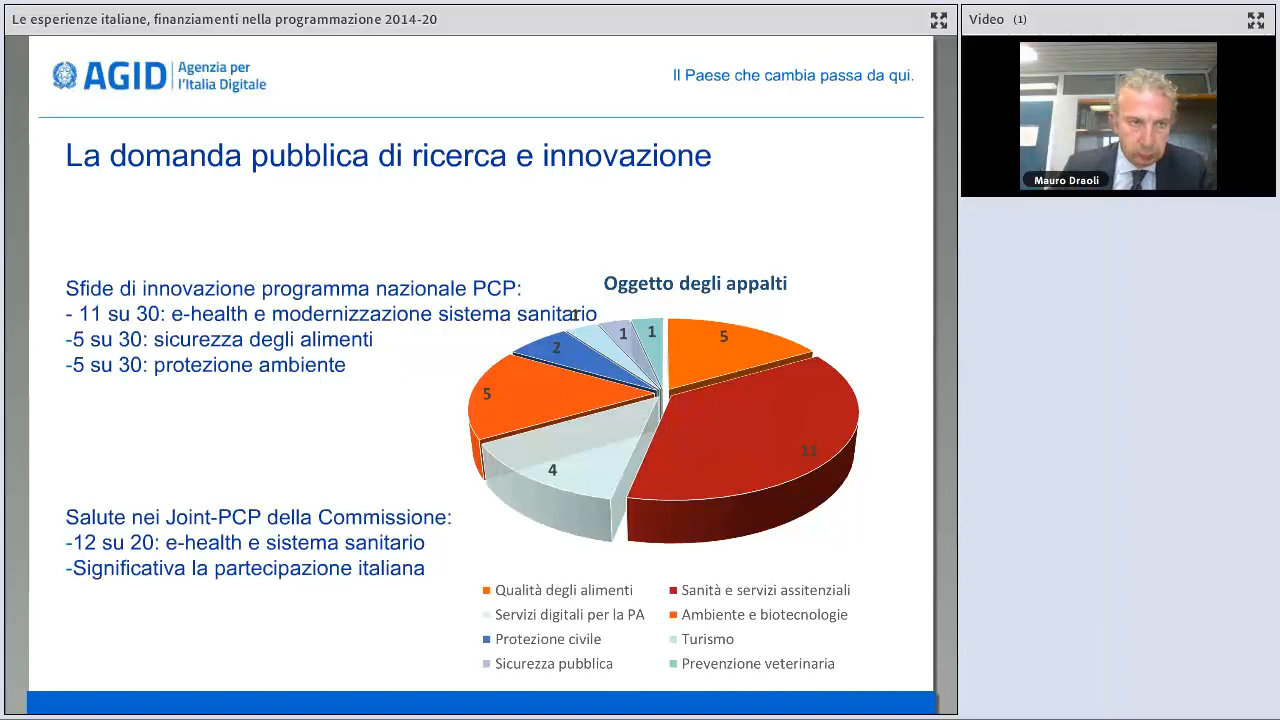 Le esperienze italiane, finanziamenti nella programmazione 2014-20
Video (1)
AGID Agenzia per
l'Italia Digitale
Il Paese che cambia passa da qui.
Mauro Draoli
La domanda pubblica di ricerca e innovazione
Sfide di innovazione programma nazionale PCP:
- 11 su 30: e-health e modernizzazione sistema sanitario
-5 su 30: sicurezza degli alimenti
-5 su 30: protezione ambiente
Salute nei Joint-PCP della Commissione:
-12 su 20: e-health e sistema sanitario
-Significativa la partecipazione italiana
Oggetto degli appalti
5
11
4
5
2
1
1
1
Qualità degli alimenti
Sanità e servizi assitenziali
Servizi digitali per la PA
Ambiente e biotecnologie
Protezione civile
Turismo
Sicurezza pubblica
Prevenzione veterinaria